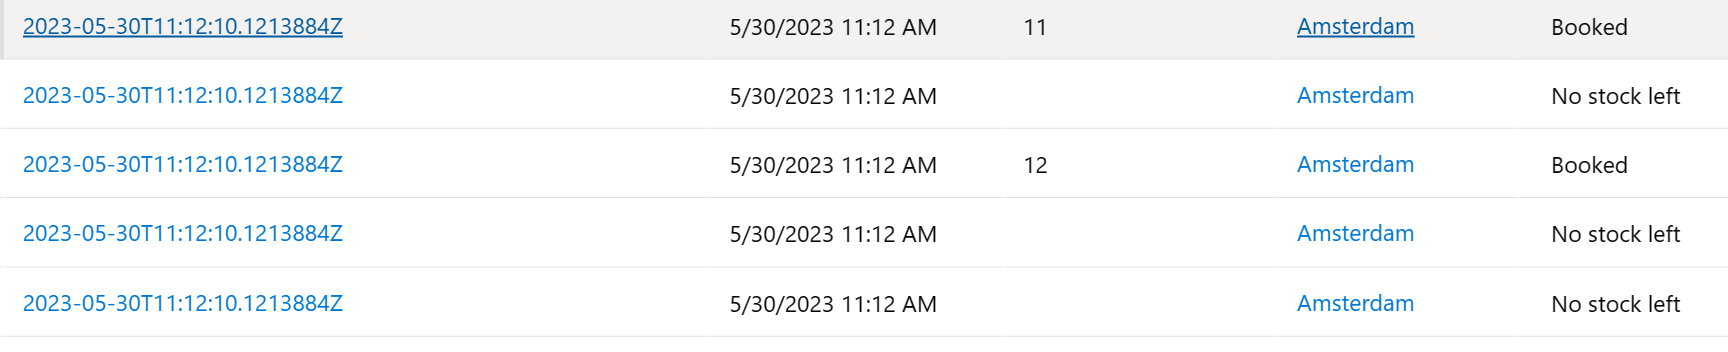 2023-05-30T11:12:10.1213884Z 5/30/2023 11:12 AM 11 Amsterdam Booked
2023-05-30T11:12:10.1213884Z 5/30/2023 11:12 AM Amsterdam No stock left
2023-05-30T11:12:10.1213884Z 5/30/2023 11:12 AM 12 Amsterdam Booked
2023-05-30T11:12:10.1213884Z 5/30/2023 11:12 AM Amsterdam No stock left
2023-05-30T11:12:10.1213884Z 5/30/2023 11:12 AM Amsterdam No stock left